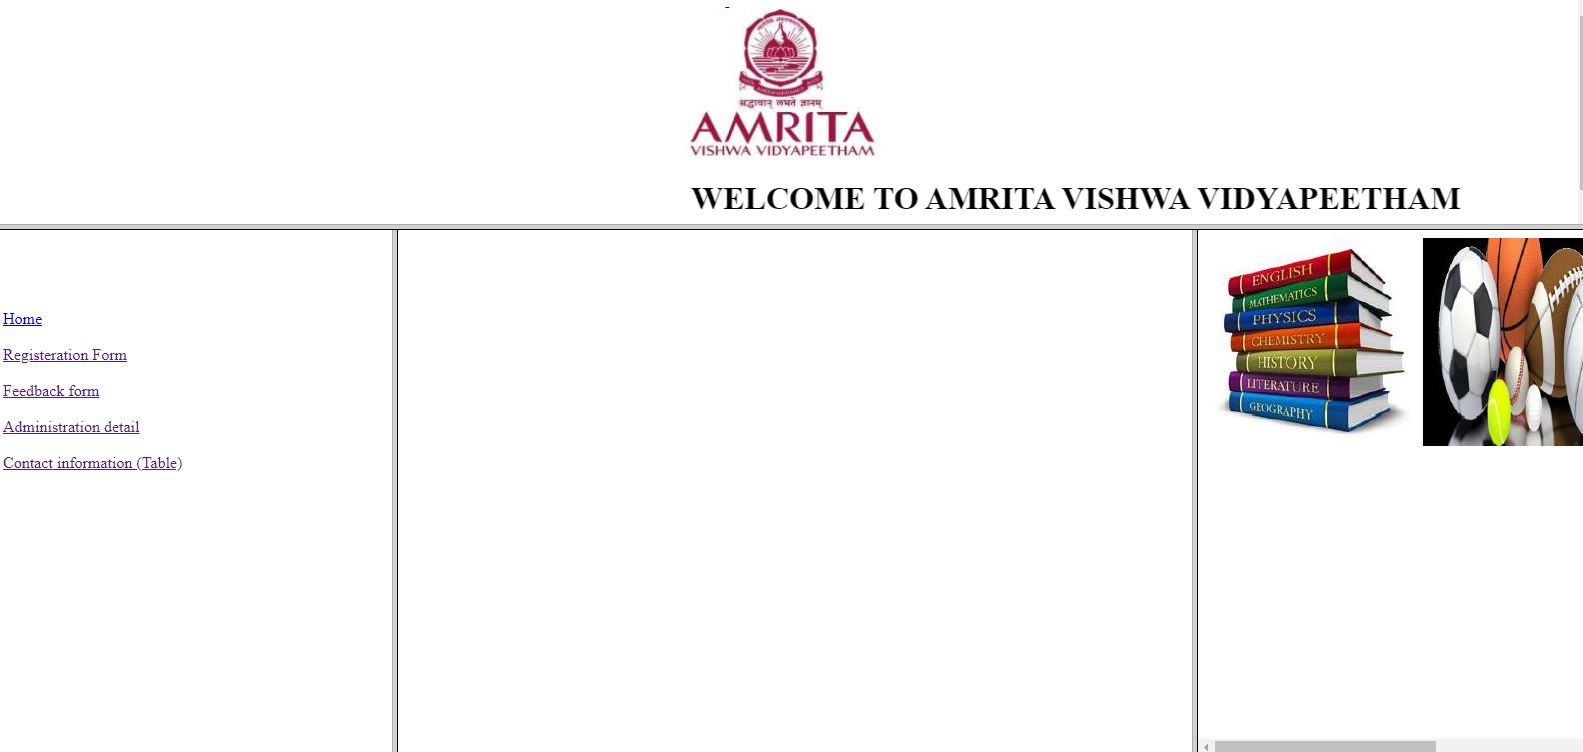 -
श्रद्धावान् लभते ज्ञानम्
AMRITA
VISHWA VIDYAPEETHAM
WELCOME TO AMRITA VISHWA VIDYAPEETHAM
Home
Registeration Form
Feedback form
Administration detail
Contact information (Table)
ENGLISH
MATHEMATICS
PHYSICS
CHEMISTRY
HISTORY
LITERATURE
GEOGRAPHY